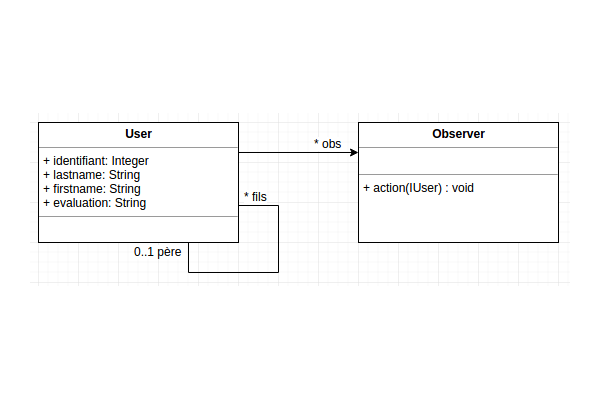 User
+ identifiant: Integer
+ lastname: String
+ firstname: String
+ evaluation: String
* obs
Observer
+ action(IUser) : void
* fils
0..1 père